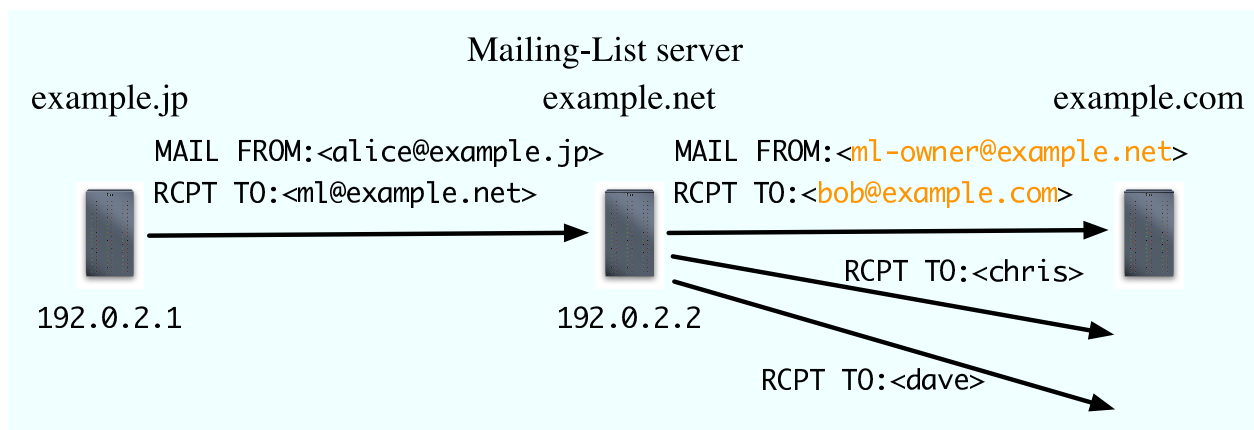 Mailing-List server
example.jp
example.net
example.com
MAIL FROM:<alice@example.jp>
RCPT TO:<ml@example.net>
MAIL FROM:<ml-owner@example.net>
RCPT TO:<bob@example.com>
RCPT TO:<chris>
192.0.2.1
192.0.2.2
RCPT TO:<dave>